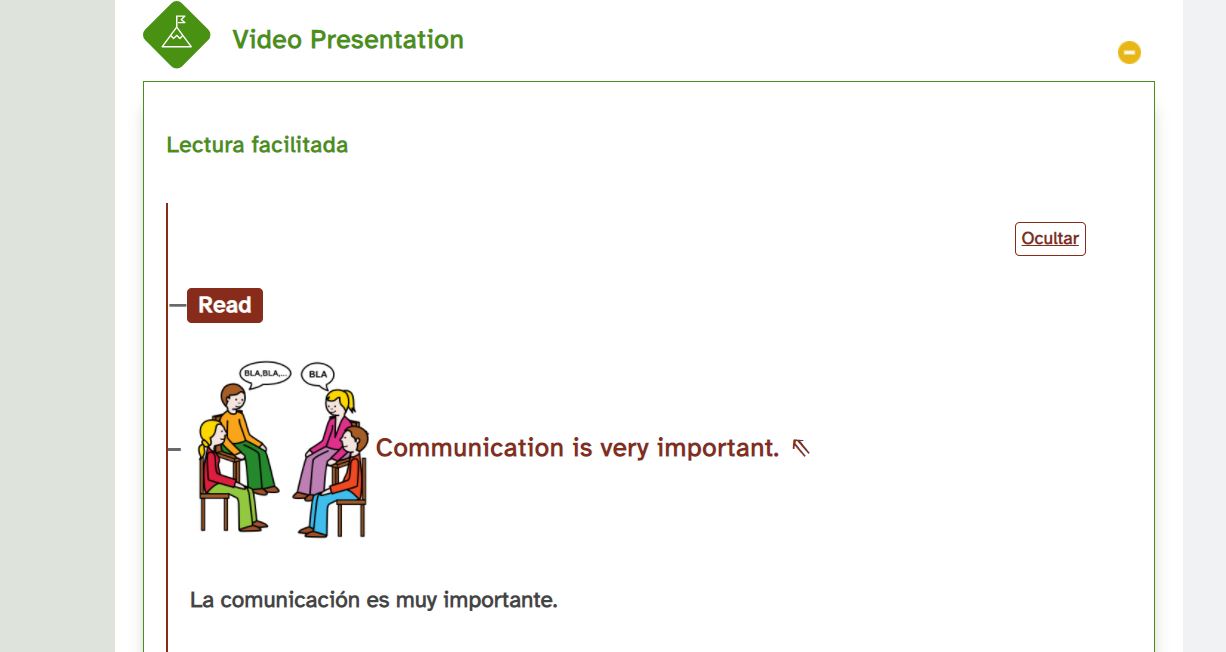 Video Presentation
Lectura facilitada
Ocultar
Read
BLA,BLA,...
BLA
Communication is very important.
La comunicación es muy importante.